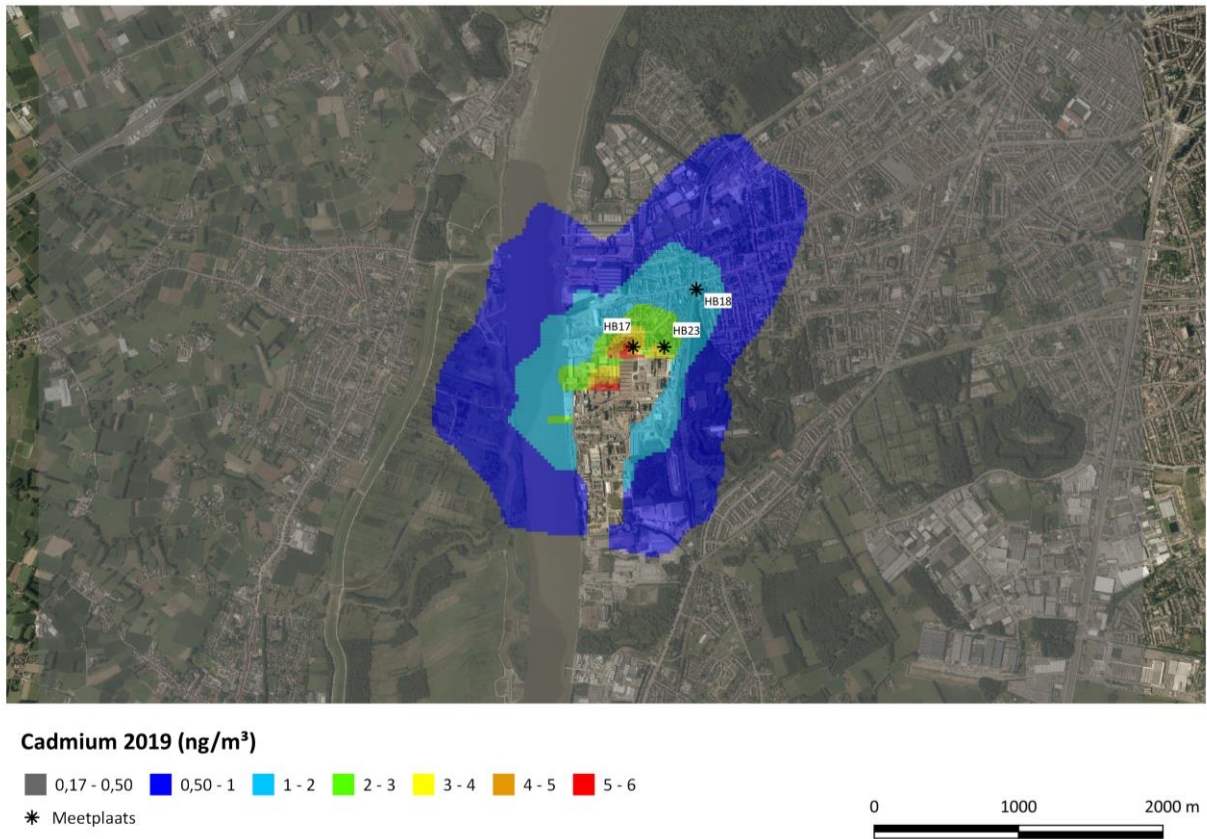 HB18
HB17
HB23
Cadmium 2019 (ng/m³)
0,17 - 0,50 0,50 - 1 1 - 2 2 - 3 3 - 4 4 - 5 5 - 6
Meetplaats
0 1000 2000 m